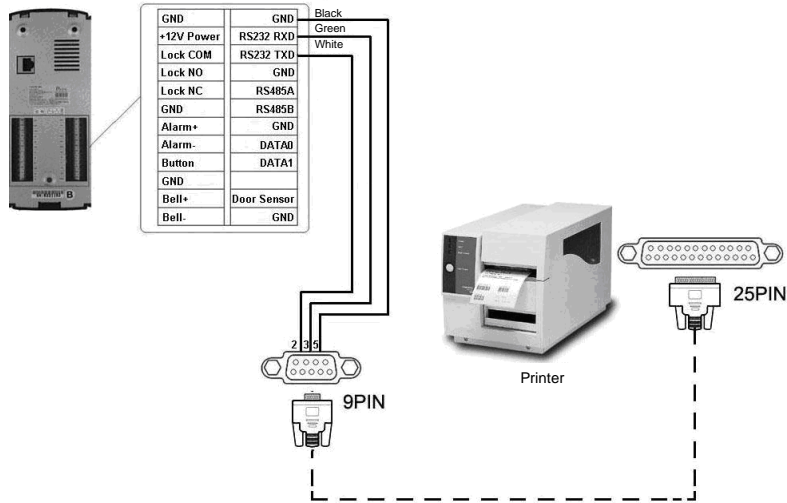 GND GND Black
+12V Power RS232 RXD Green
Lock COM RS232 TXD White
Lock NO GND
Lock NC RS485A
GND RS485B
Alarm+ GND
Alarm- DATA0
Button DATA1
GND
Bell+ Door Sensor
Bell- GND
B
25PIN
Printer
2 3 5
9PIN